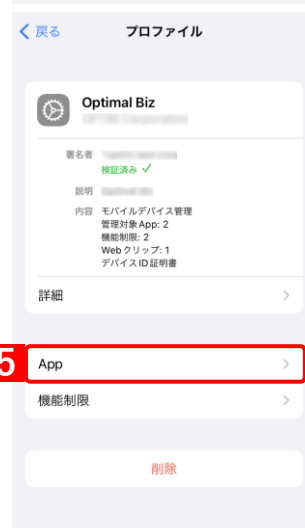 戻る
プロファイル
Optimal Biz
署名者
検証済み
説明
内容 モバイルデバイス管理
管理対象 App: 2
機能制限: 2
Web クリップ: 1
デバイス ID 証明書
詳細
5 App
機能制限
削除